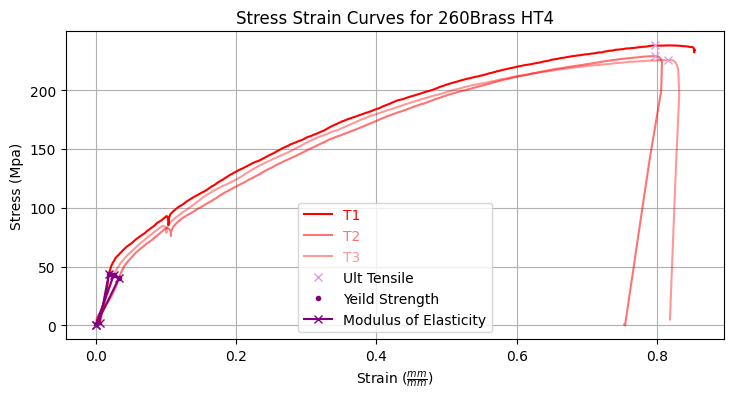 Stress Strain Curves for 260Brass HT4
Stress (Mpa)
200
150
100
50
0
T1
T2
T3
Ult Tensile
Yeild Strength
Modulus of Elasticity
0.0 0.2 0.4 0.6 0.8
Strain (mm/mm)